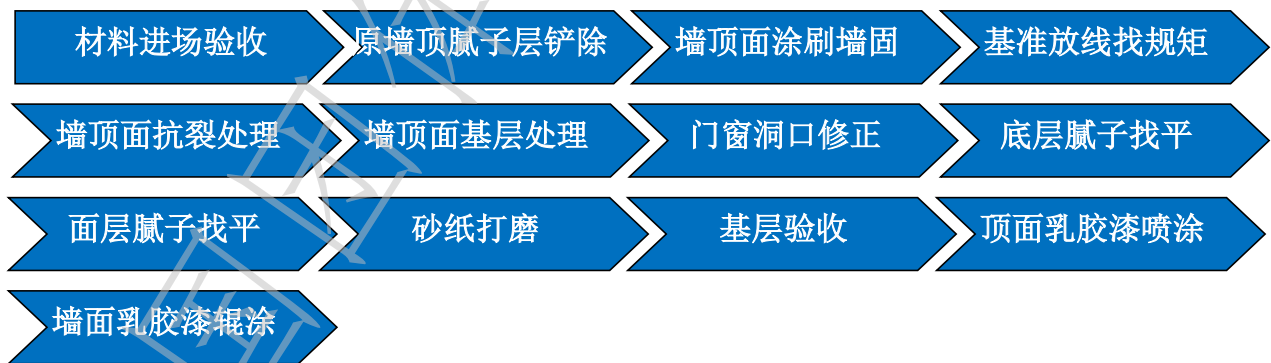 材料进场验收
原墙顶腻子层铲除
墙顶面涂刷墙固
基准放线找规矩
墙顶面抗裂处理
墙顶面基层处理
门窗洞口修正
底层腻子找平
面层腻子找平
砂纸打磨
基层验收
顶面乳胶漆喷涂
墙面乳胶漆辊涂